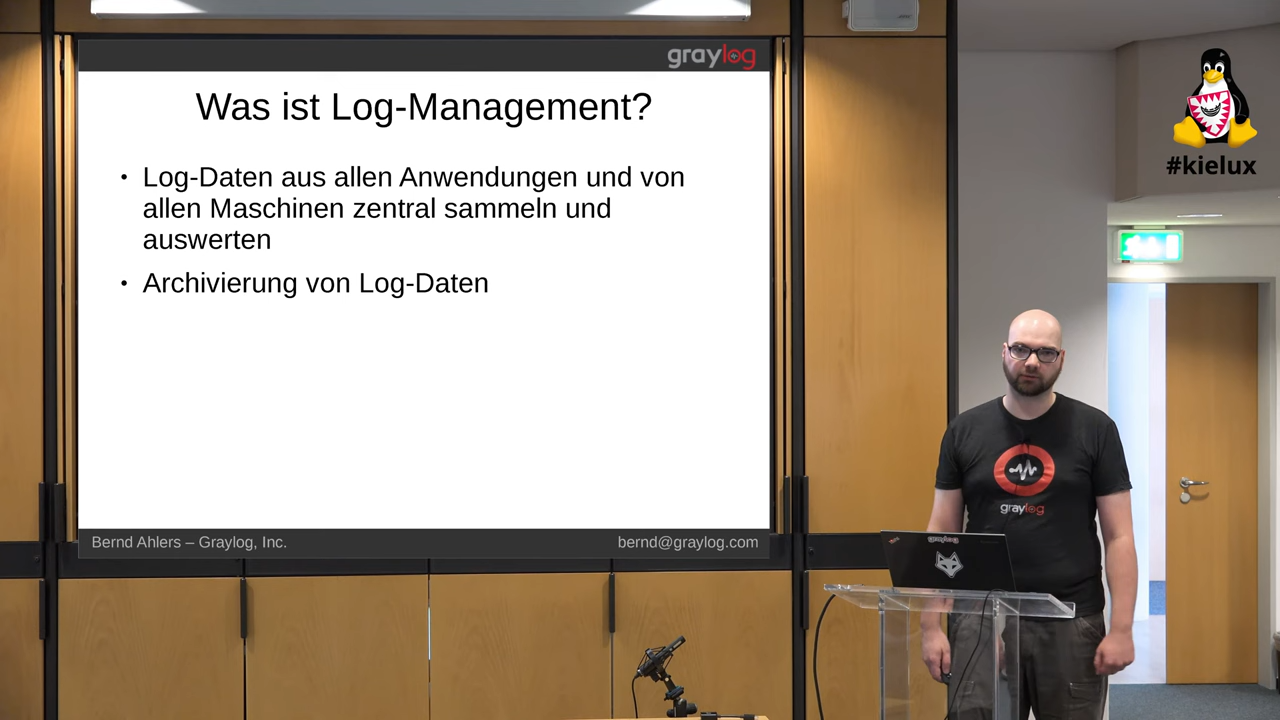 graylog
Was ist Log-Management?
• Log-Daten aus allen Anwendungen und von
allen Maschinen zentral sammeln und
auswerten
• Archivierung von Log-Daten
Bernd Ahlers – Graylog, Inc.
bernd@graylog.com
#kielux
graylog
graylog